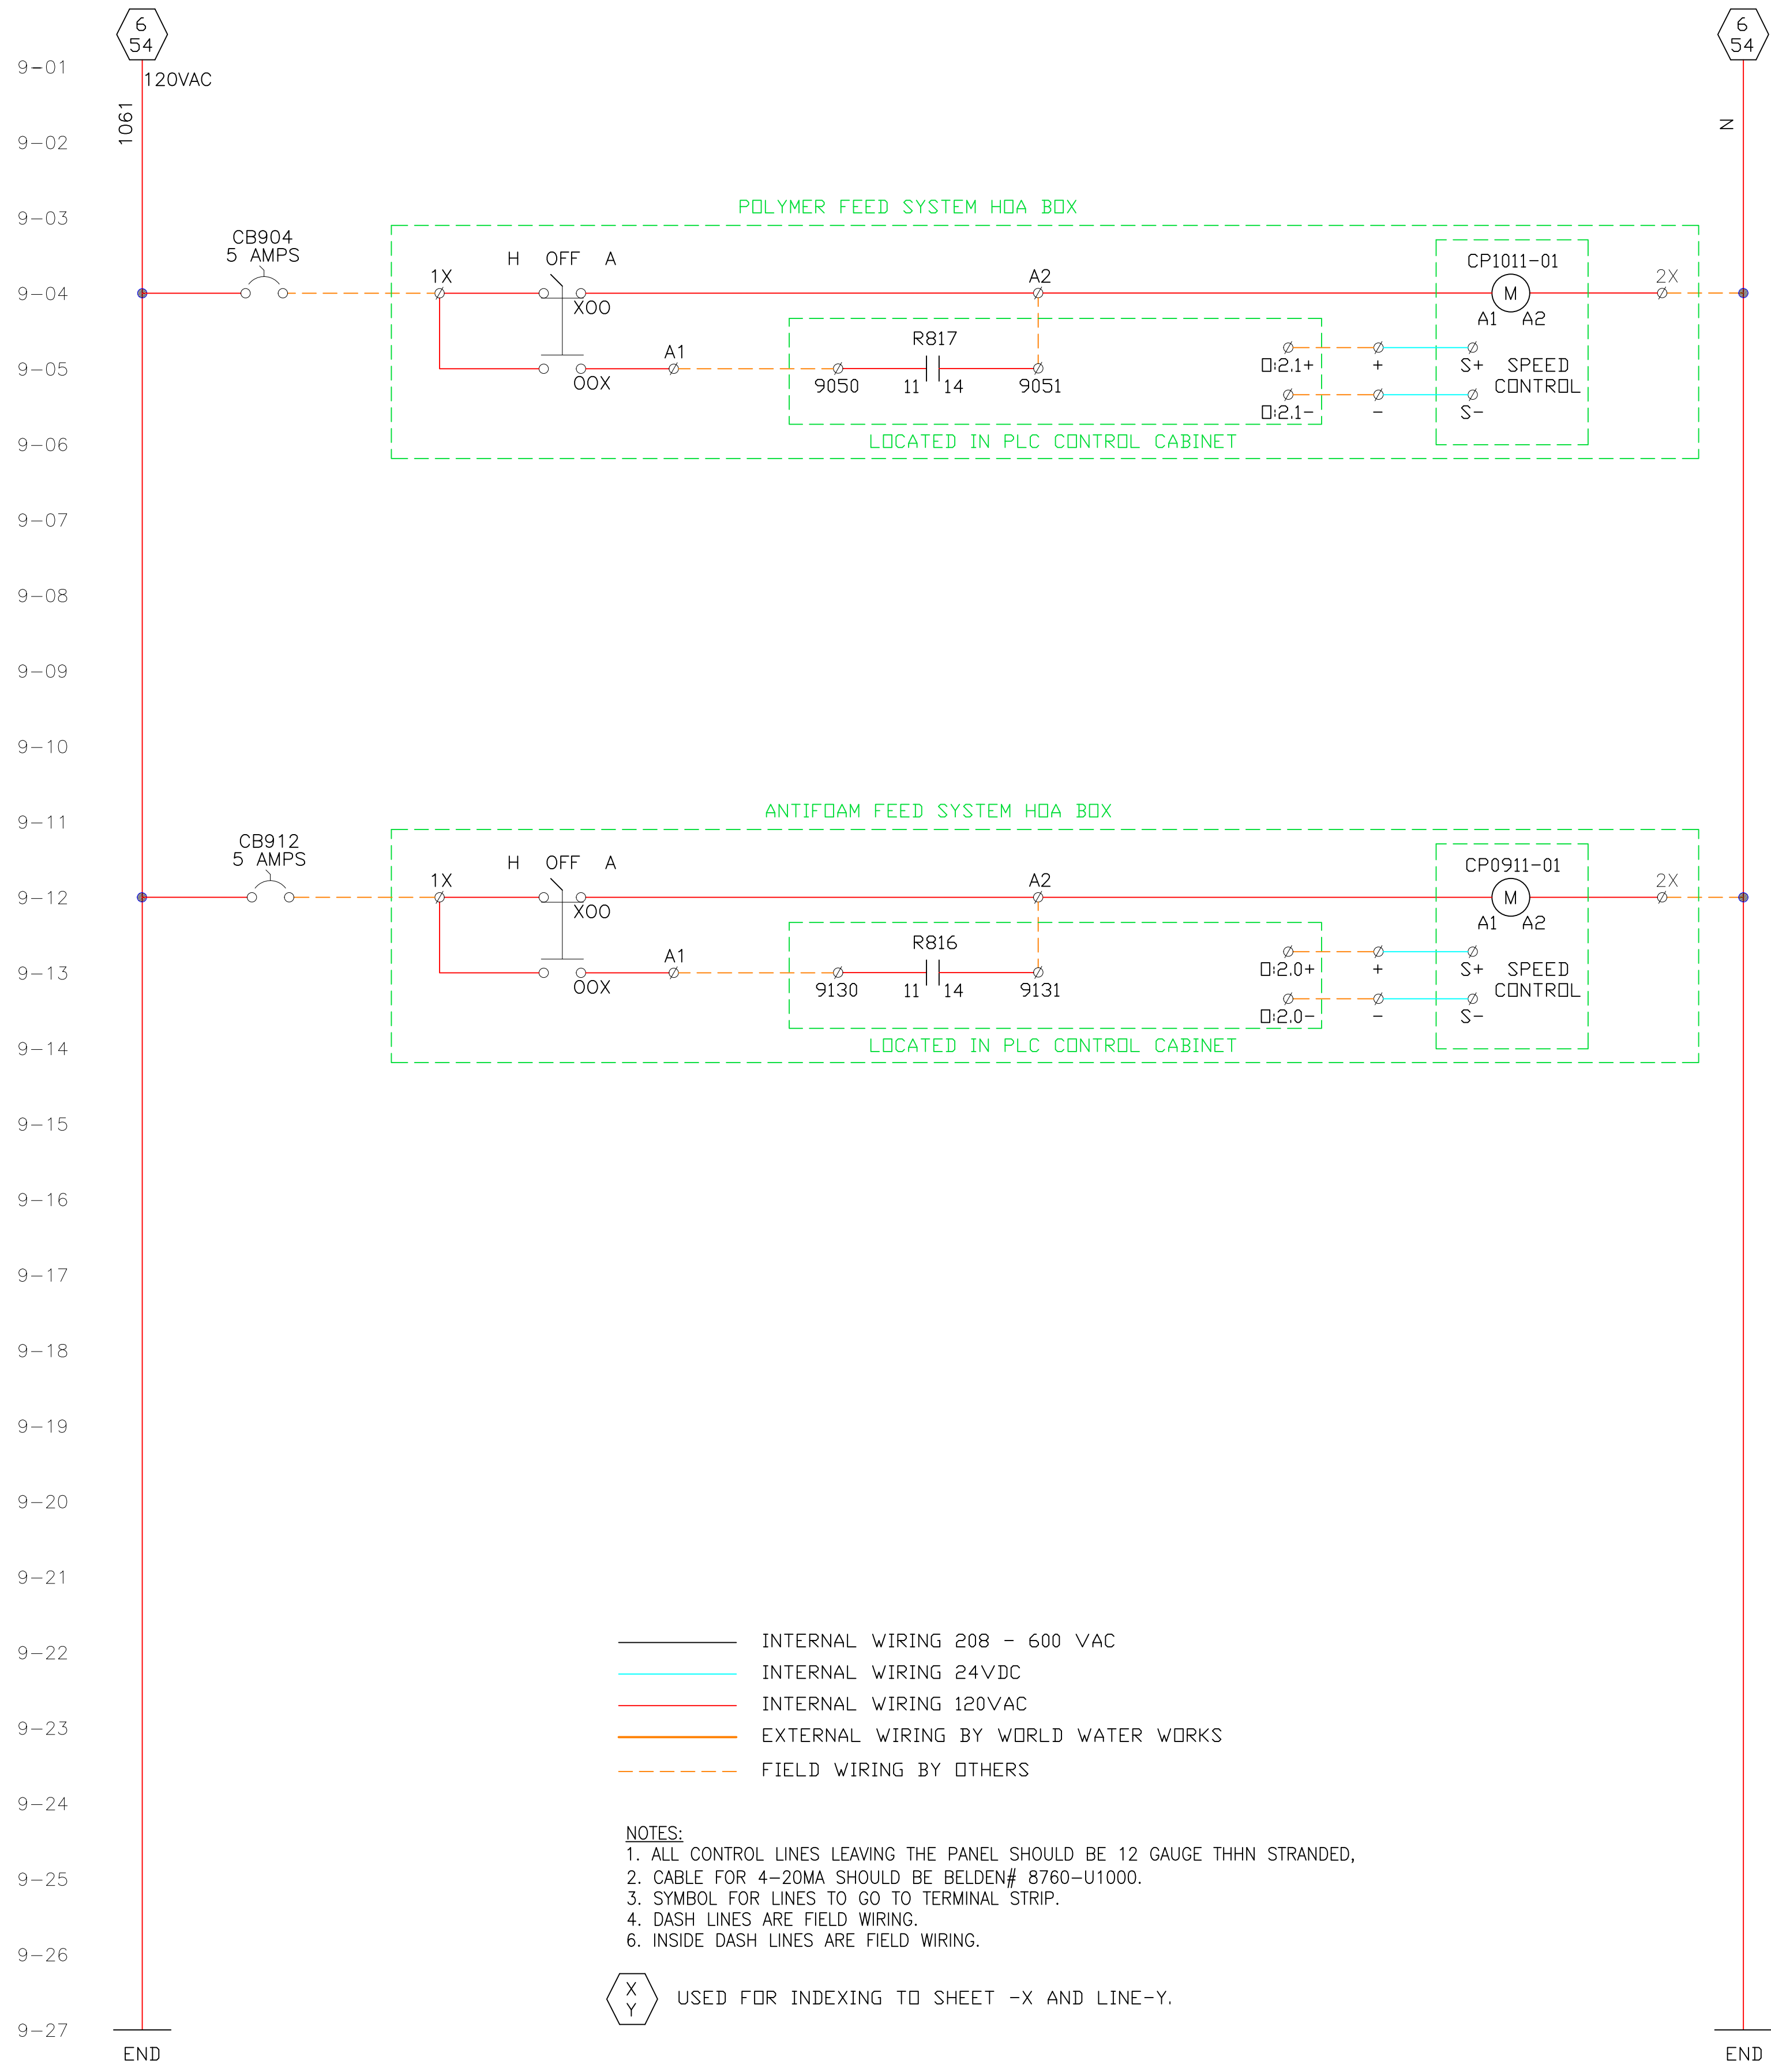 6
54
6
54
9-01
120VAC
1061
N
9-02
9-03
POLYMER FEED SYSTEM HOA BOX
CB904
5 AMPS
H OFF A
CP1011-01
1X
A2
2X
9-04
XOO
M
A1 A2
R817
A1
9-05
O:2.1+
+
S+
SPEED
CONTROL
OOX
9050
11 14
9051
O:2.1-
-
S-
9-06
LOCATED IN PLC CONTROL CABINET
9-07
9-08
9-09
9-10
9-11
ANTIFOAM FEED SYSTEM HOA BOX
CB912
5 AMPS
H OFF A
CP0911-01
1X
A2
2X
9-12
XOO
M
A1 A2
R816
A1
9-13
O:2.0+
+
S+
SPEED
CONTROL
OOX
9130
11 14
9131
O:2.0-
-
S-
9-14
LOCATED IN PLC CONTROL CABINET
9-15
9-16
9-17
9-18
9-19
9-20
9-21
9-22
9-23
9-24
9-25
9-26
9-27
INTERNAL WIRING 208 - 600 VAC
INTERNAL WIRING 24VDC
INTERNAL WIRING 120VAC
EXTERNAL WIRING BY WORLD WATER WORKS
FIELD WIRING BY OTHERS
NOTES:
1. ALL CONTROL LINES LEAVING THE PANEL SHOULD BE 12 GAUGE THHN STRANDED,
2. CABLE FOR 4-20MA SHOULD BE BELDEN# 8760-U1000.
3. SYMBOL FOR LINES TO GO TO TERMINAL STRIP.
4. DASH LINES ARE FIELD WIRING.
6. INSIDE DASH LINES ARE FIELD WIRING.
X
Y
USED FOR INDEXING TO SHEET -X AND LINE-Y.
END
END